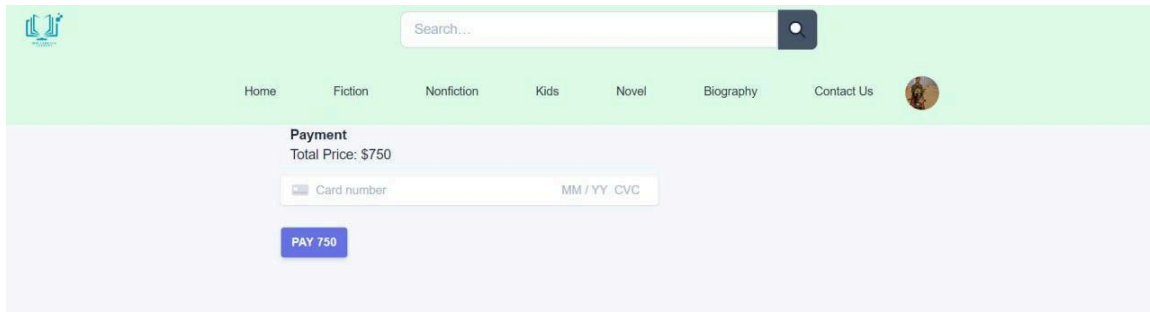 Search...
Home Fiction Nonfiction Kids Novel Biography Contact Us
Payment
Total Price: $750
Card number MM / YY CVC
PAY 750